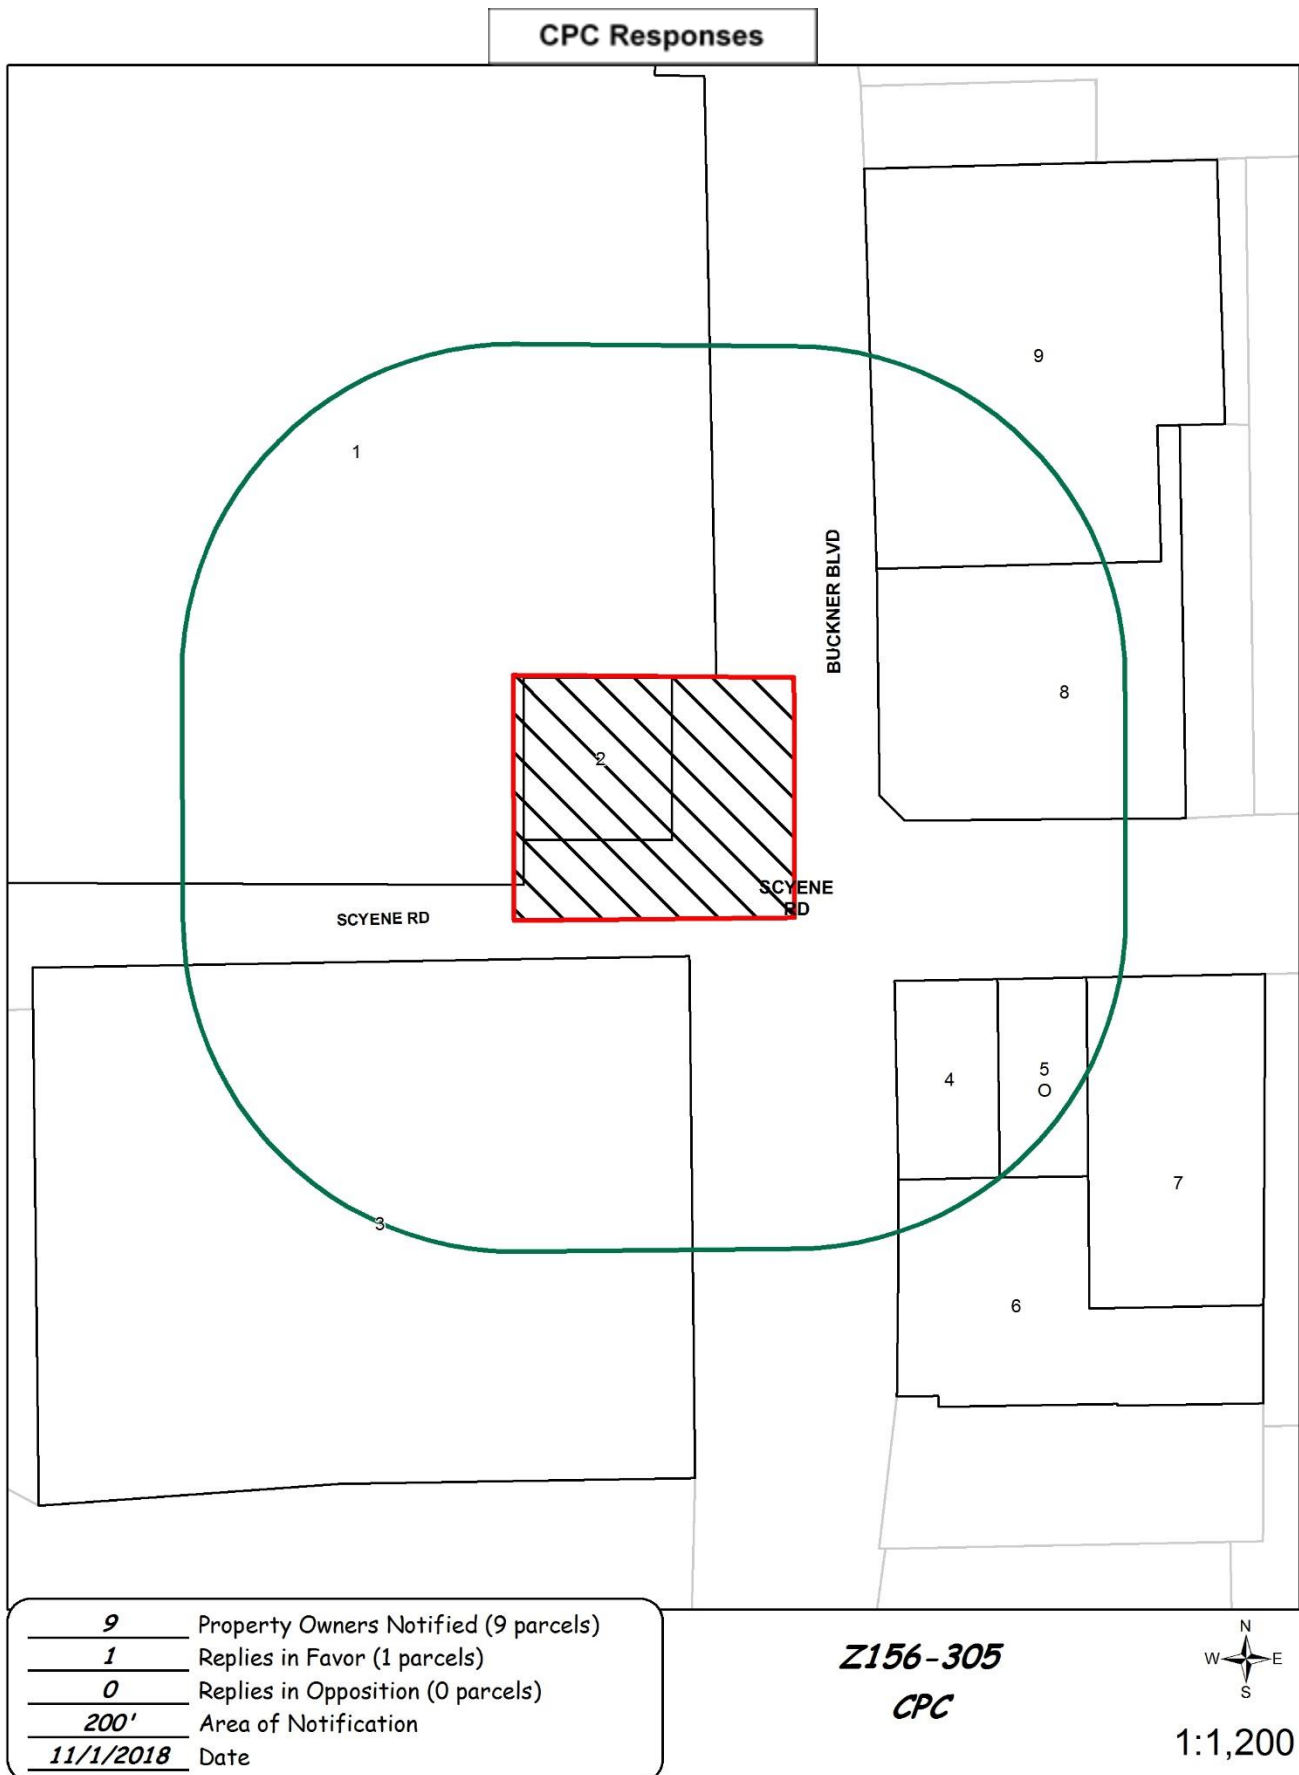 CPC Responses
9
1
BUCKNER BLVD
8
2
SCYENE
RD
SCYENE RD
5
O
4
7
3
6
9 Property Owners Notified (9 parcels)
1 Replies in Favor (1 parcels)
0 Replies in Opposition (0 parcels)
200' Area of Notification
11/1/2018 Date
Z156-305
CPC
N
W E
S
1:1,200